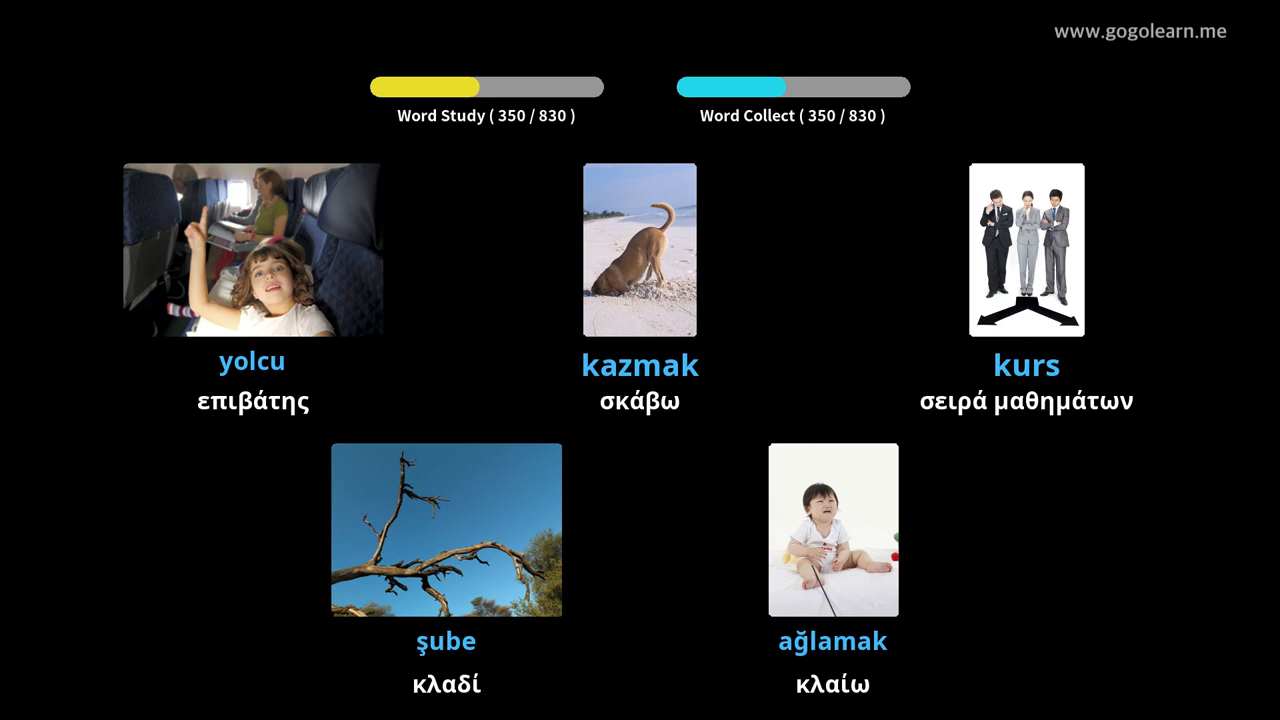 www.gogolearn.me
Word Study ( 350 / 830 )
Word Collect ( 350 / 830 )
yolcu
επιβάτης
kazmak
σκάβω
kurs
σειρά μαθημάτων
şube
κλαδί
ağlamak
κλαίω